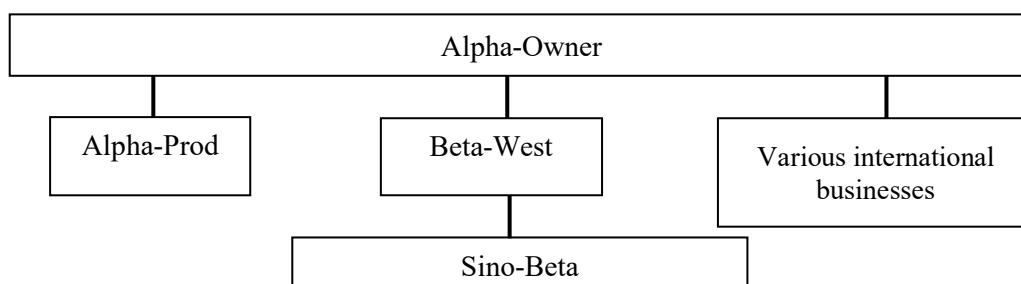 Alpha-Owner
Alpha-Prod
Beta-West
Various international
businesses
Sino-Beta